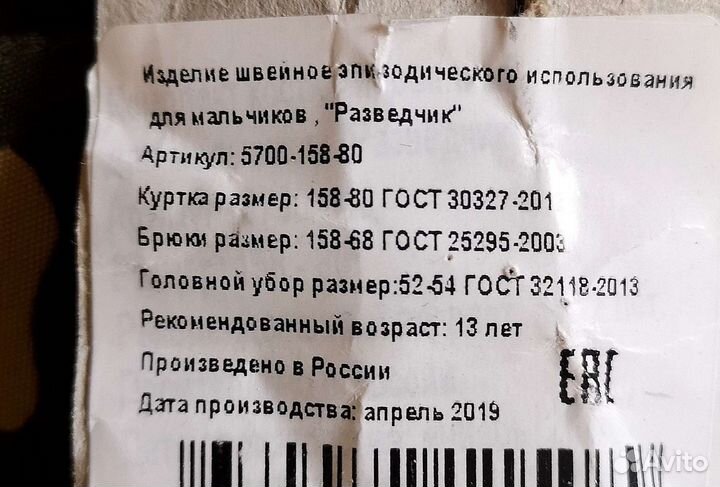 Изделие швейное эпизодического использования
для мальчиков , "Разведчик"
Артикул: 5700-158-80
Куртка размер: 158-80 ГОСТ 30327-201
Брюки размер: 158-68 ГОСТ 25295-2003
Головной убор размер:52-54 ГОСТ 32118-2013
Рекомендованный возраст: 13 лет
Произведено в России
EAC
Дата производства: апрель 2019
Avito